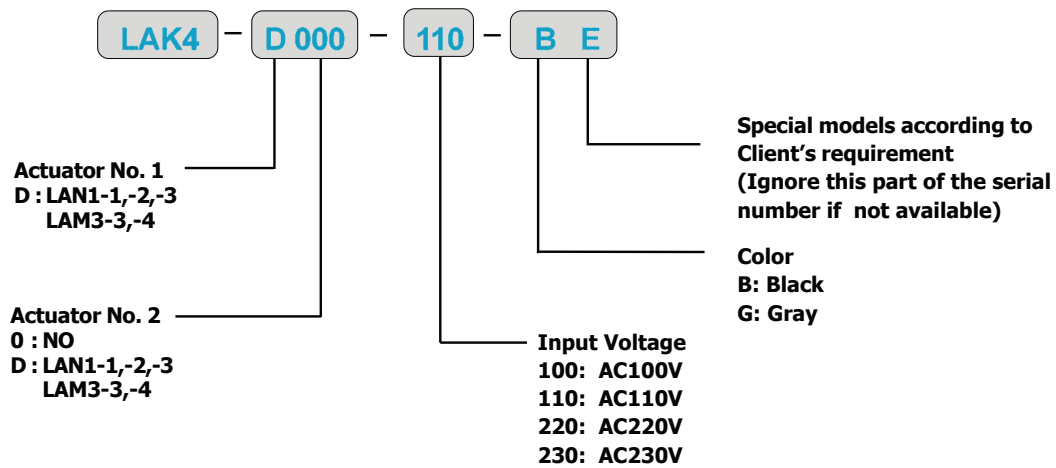 LAK4 - D 000 - 110 - B E
Actuator No. 1
D : LAN1-1,-2,-3
LAM3-3,-4
Actuator No. 2
0 : NO
D : LAN1-1,-2,-3
LAM3-3,-4
Input Voltage
100: AC100V
110: AC110V
220: AC220V
230: AC230V
Special models according to
Client’s requirement
(Ignore this part of the serial
number if not available)
Color
B: Black
G: Gray